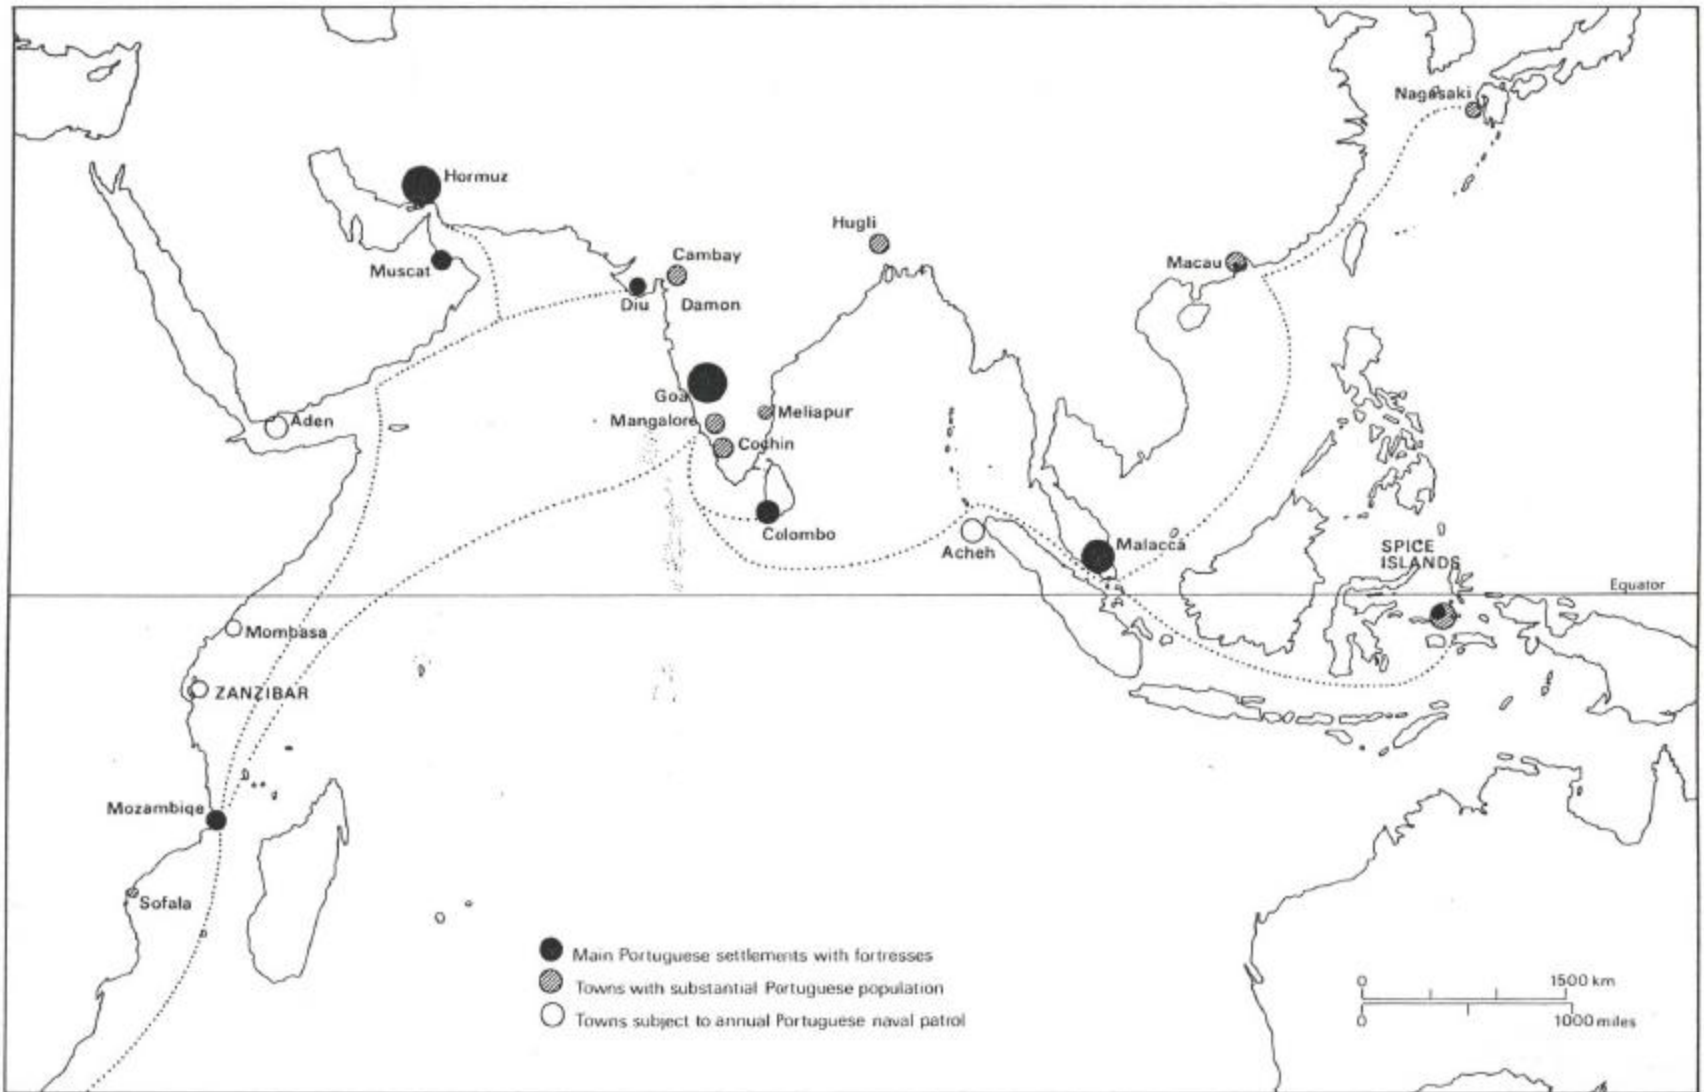 Nagasaki
Hormuz
Hugli
Cambay
Macau
Muscat
Diu
Damon
Goa
Meliapur
Mangalore
Aden
Cochin
Colombo
Acheh
Malacca
SPICE
ISLANDS
Equator
Mombasa
ZANZIBAR
Mozambiqe
Sofala
Main Portuguese settlements with fortresses
Towns with substantial Portuguese population
Towns subject to annual Portuguese naval patrol
0 1500 km
0 1000 miles